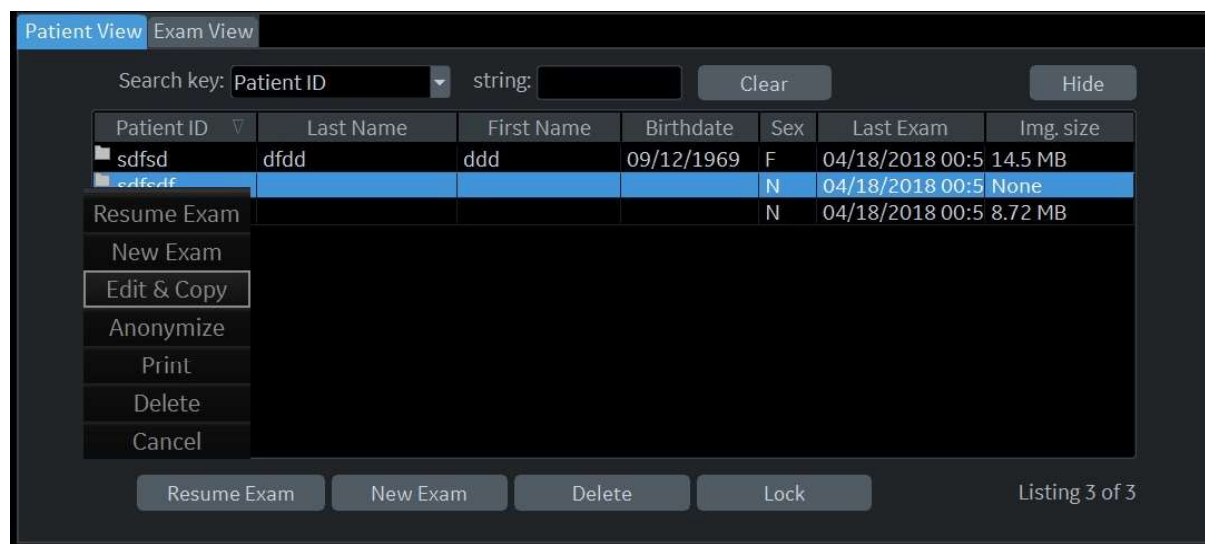 Patient View Exam View
Search key: Patient ID string: Clear Hide
Patient ID Last Name First Name Birthdate Sex Last Exam Img. size
sdfsd dfdd ddd 09/12/1969 F 04/18/2018 00:5 14.5 MB
sdfsdf N 04/18/2018 00:5 None
N 04/18/2018 00:5 8.72 MB
Resume Exam
New Exam
Edit & Copy
Anonymize
Print
Delete
Cancel
Resume Exam New Exam Delete Lock Listing 3 of 3